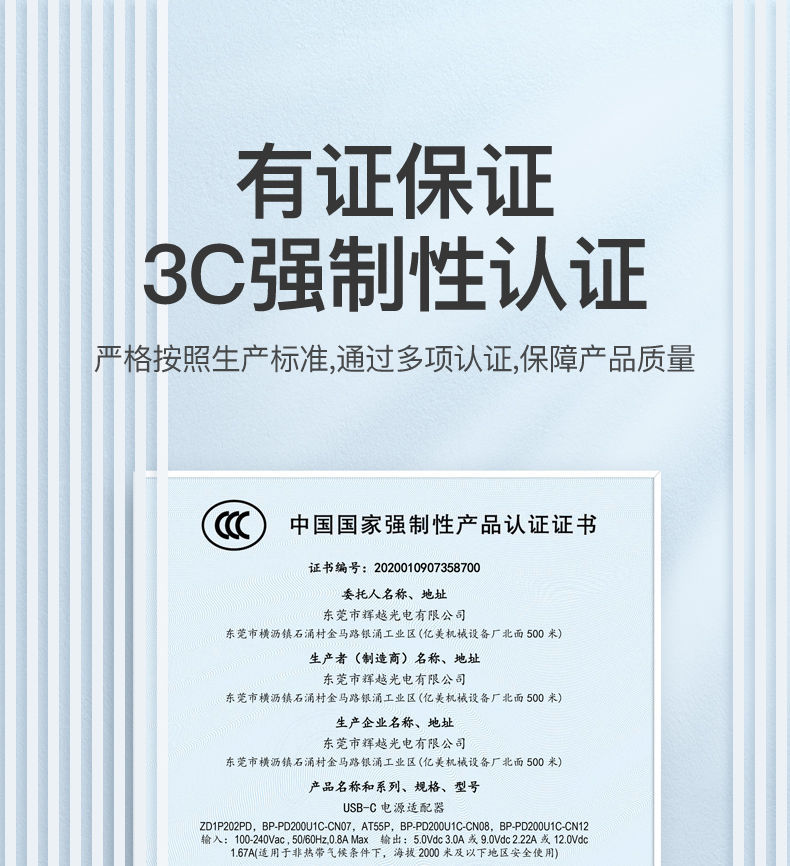 有证保证
3C强制性认证
严格按照生产标准,通过多项认证,保障产品质量
中国国家强制性产品认证证书
证书编号：2020010907358700
委托人名称、地址
东莞市辉越光电有限公司
东莞市横沥镇石涌村金马路银涌工业区(亿美机械设备厂北面500米)
生产者（制造商）名称、地址
东莞市辉越光电有限公司
东莞市横沥镇石涌村金马路银涌工业区(亿美机械设备厂北面500米)
生产企业名称、地址
东莞市辉越光电有限公司
东莞市横沥镇石涌村金马路银涌工业区(亿美机械设备厂北面500米)
产品名称和系列、规格、型号
USB-C 电源适配器
ZD1P202PD，BP-PD200U1C-CN07，AT55P，BP-PD200U1C-CN08，BP-PD200U1C-CN12
输入：100-240Vac , 50/60Hz,0.8A Max 输出：5.0Vdc 3.0A 或 9.0Vdc 2.22A 或 12.0Vdc
1.67A(适用于非热带气候条件下，海拔 2000 米及以下地区安全使用)